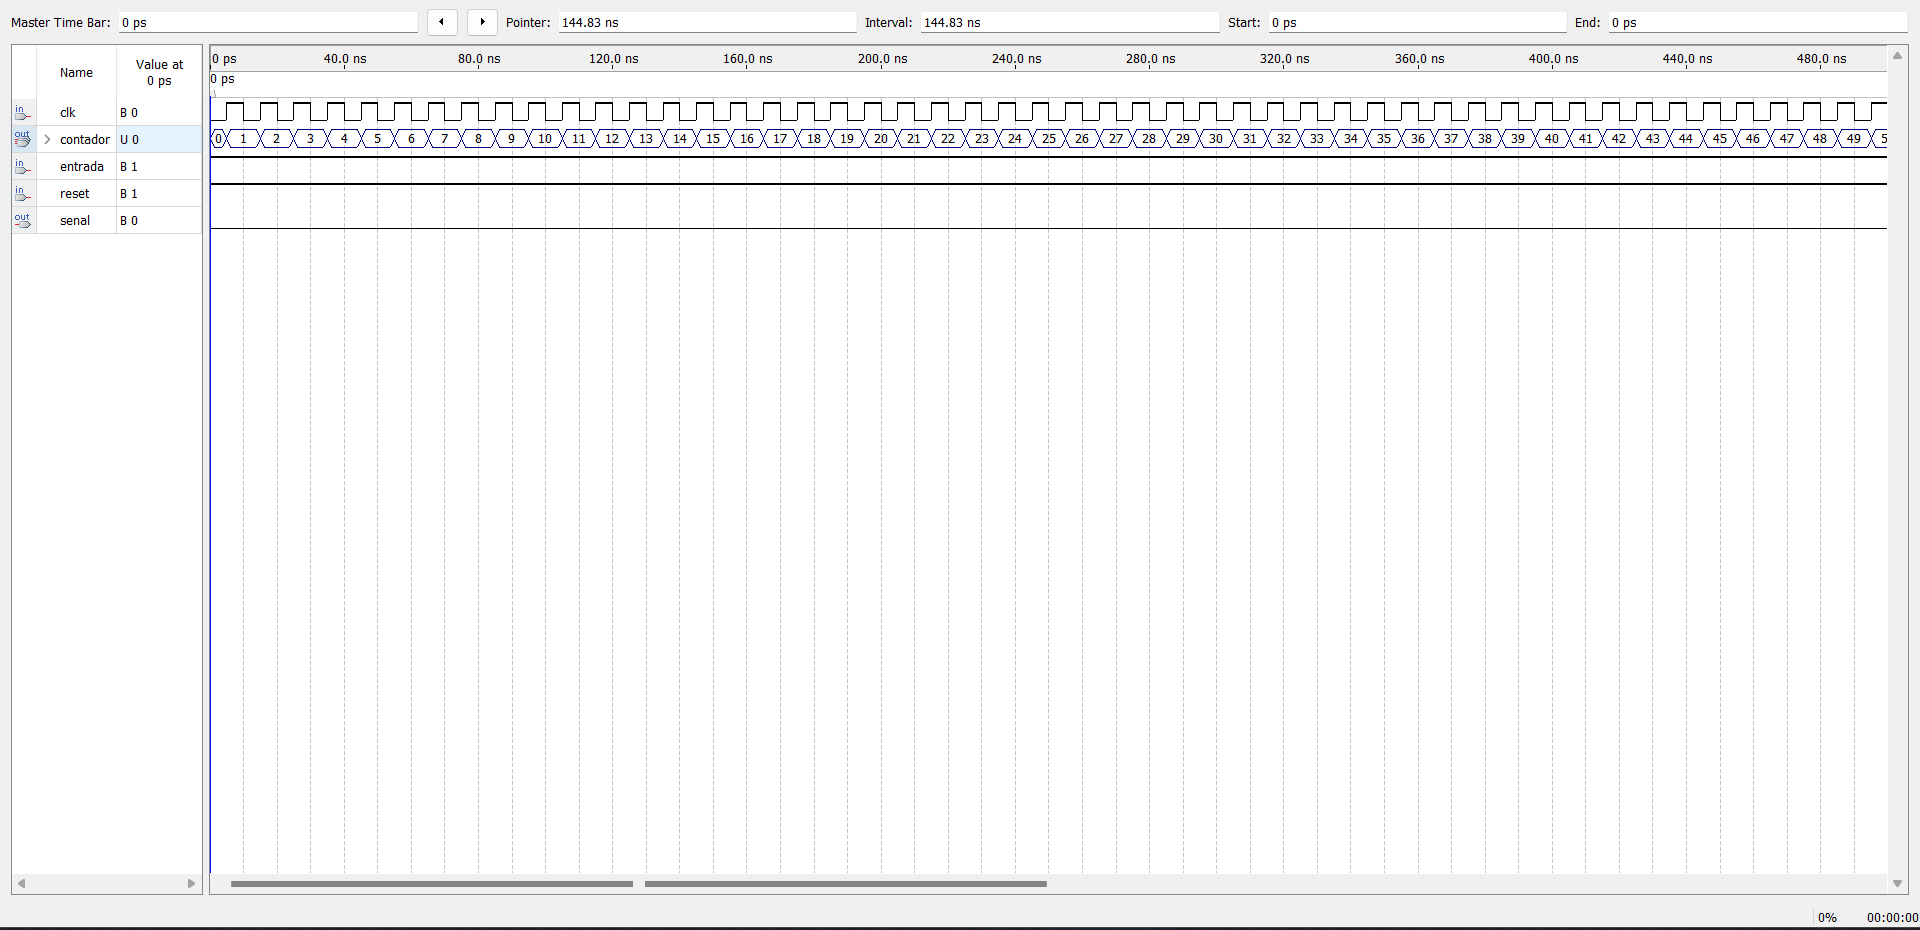 Master Time Bar: 0 ps Pointer: 144.83 ns Interval: 144.83 ns Start: 0 ps End: 0 ps
Name Value at 0 ps
0 ps 40.0 ns 80.0 ns 120.0 ns 160.0 ns 200.0 ns 240.0 ns 280.0 ns 320.0 ns 360.0 ns 400.0 ns 440.0 ns 480.0 ns
0 ps
in clk B 0
out contador U 0 0 1 2 3 4 5 6 7 8 9 10 11 12 13 14 15 16 17 18 19 20 21 22 23 24 25 26 27 28 29 30 31 32 33 34 35 36 37 38 39 40 41 42 43 44 45 46 47 48 49 5
in entrada B 1
in reset B 1
out senal B 0
0% 00:00:00